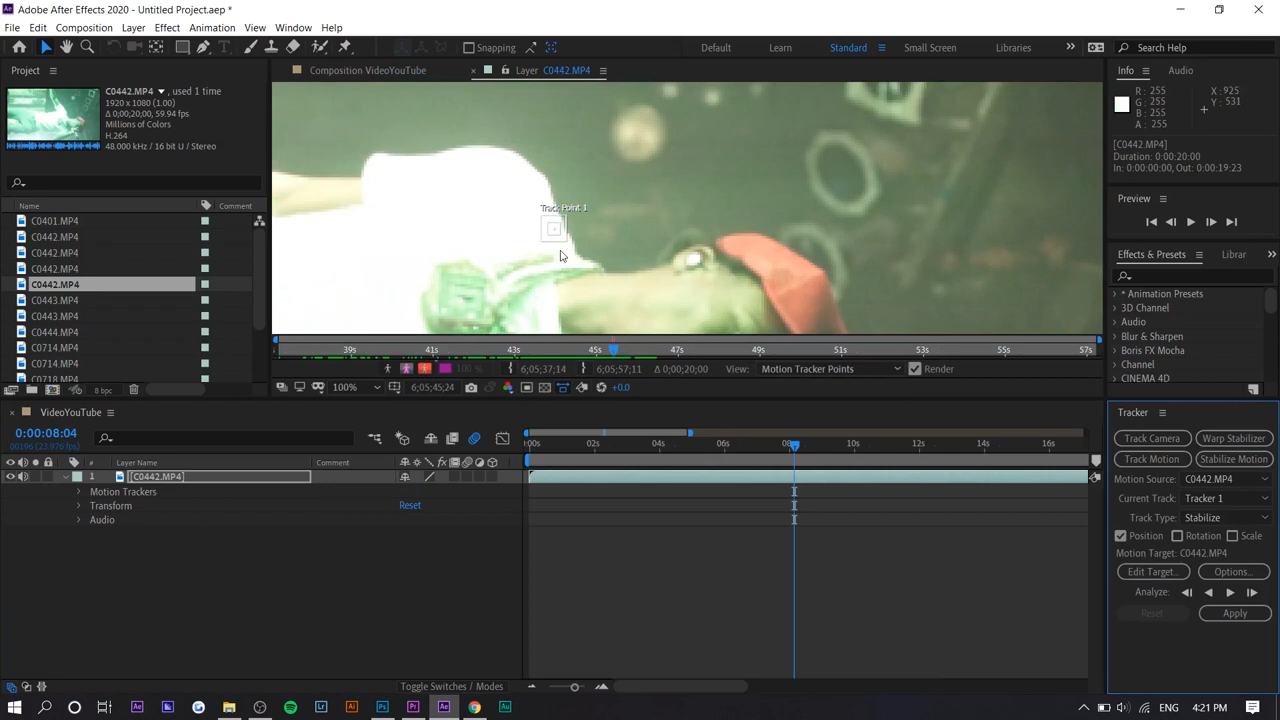 Adobe After Effects 2020 - Untitled Project.aep *
File Edit Composition Layer Effect Animation View Window Help
Snapping Default Learn Standard Small Screen Libraries Search Help
Project
C0442.MP4 , used 1 time
1920 x 1080 (1.00)
Δ 0;00;20;00, 59.94 fps
Millions of Colors
H.264
48.000 kHz / 16 bit U / Stereo
Name Comment
C0401.MP4
C0442.MP4
C0442.MP4
C0442.MP4
C0442.MP4
C0443.MP4
C0443.MP4
C0444.MP4
C0714.MP4
C0714.MP4
C0718.MP4
8 bpc
Composition VideoYouTube
Layer C0442.MP4
Track Point 1
39s 41s 43s 45s 47s 49s 51s 53s 55s 57s
100% 6;05;37;14 6;05;57;11 Δ 0;00;20;00 View: Motion Tracker Points Render
100% 6;05;45;24 +0.0
Info Audio
R: 255
G: 255
B: 255
A: 255
X: 925
Y: 531
[C0442.MP4]
Duration: 0:00:20:00
In: 0:00:00:00, Out: 0:00:19:23
Preview
Effects & Presets Librar
* Animation Presets
3D Channel
Audio
Blur & Sharpen
Boris FX Mocha
Channel
CINEMA 4D
VideoYouTube
0:00:08:04
00196 (23.976 fps)
# Layer Name Comment
1 [C0442.MP4]
Motion Trackers
Transform Reset
Audio
:00s 02s 04s 06s 08s 10s 12s 14s 16s
Toggle Switches / Modes
Tracker
Track Camera Warp Stabilizer
Track Motion Stabilize Motion
Motion Source: C0442.MP4
Current Track: Tracker 1
Track Type: Stabilize
Position Rotation Scale
Motion Target: C0442.MP4
Edit Target... Options...
Analyze:
Reset Apply
ENG 4:21 PM